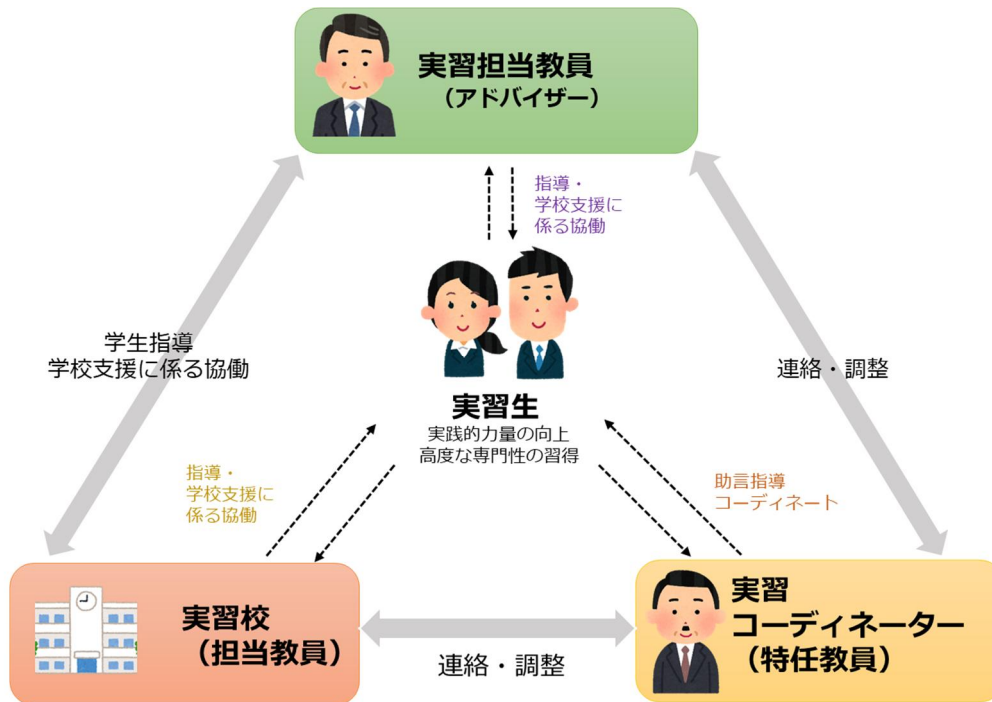 実習担当教員
（アドバイザー）
指導・
学校支援に
係る協働
学生指導
学校支援に係る協働
連絡・調整
実習生
実践的力量の向上
高度な専門性の習得
指導・
学校支援に
係る協働
助言指導
コーディネート
実習校
（担当教員）
連絡・調整
実習
コーディネーター
（特任教員）